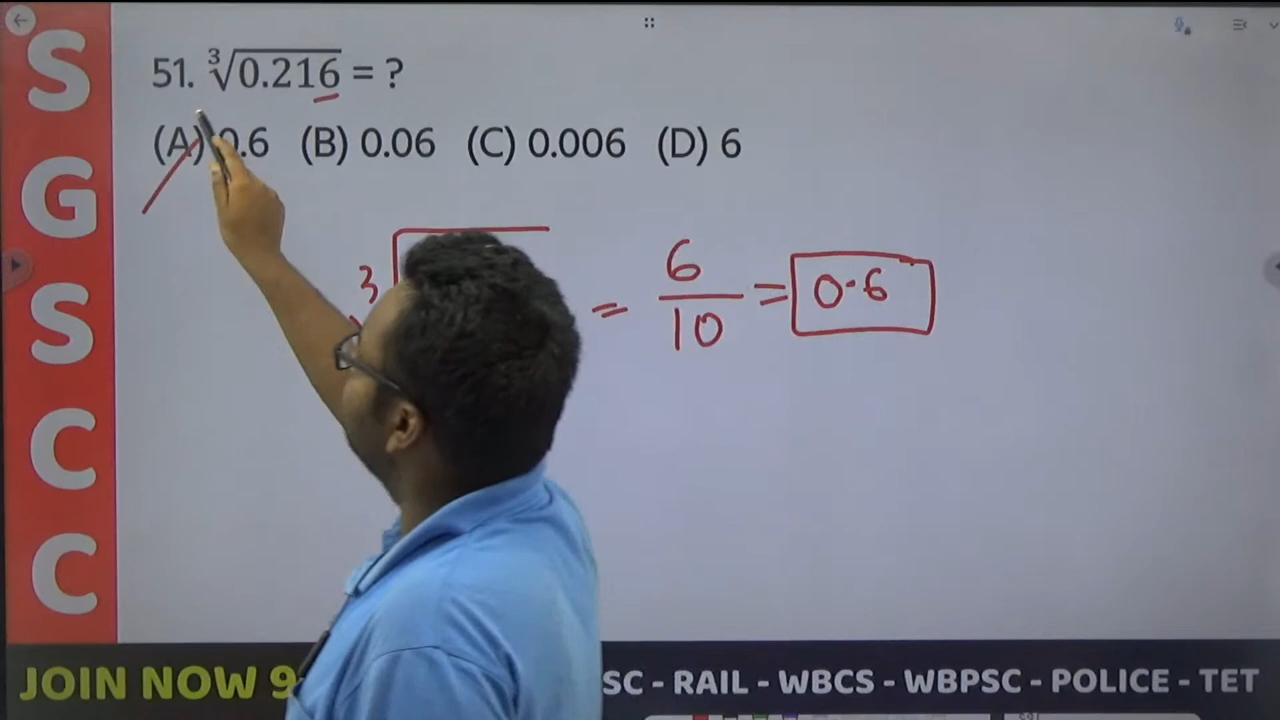 SGSCC
51. ∛0.216 = ?
(A) 0.6 (B) 0.06 (C) 0.006 (D) 6
3
= 6/10 = 0.6
JOIN NOW 9
SC - RAIL - WBCS - WBPSC - POLICE - TET